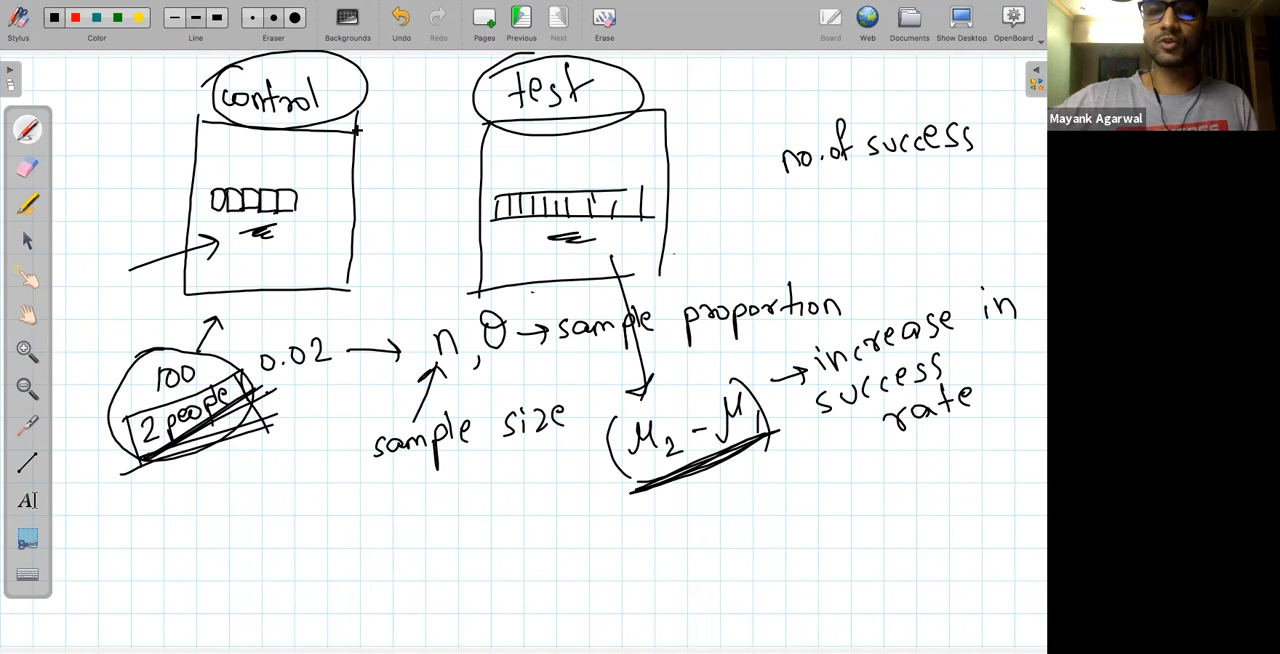 Stylus
Color
Line
Eraser
Backgrounds
Undo
Redo
Pages
Previous
Next
Erase
Board
Web
Documents
Show Desktop
OpenBoard
Mayank Agarwal
control
test
no. of success
n, θ → sample proportion
100
2 people
0.02 →
sample size
(μ2 - μ1)
→ increase in
success
rate
AI